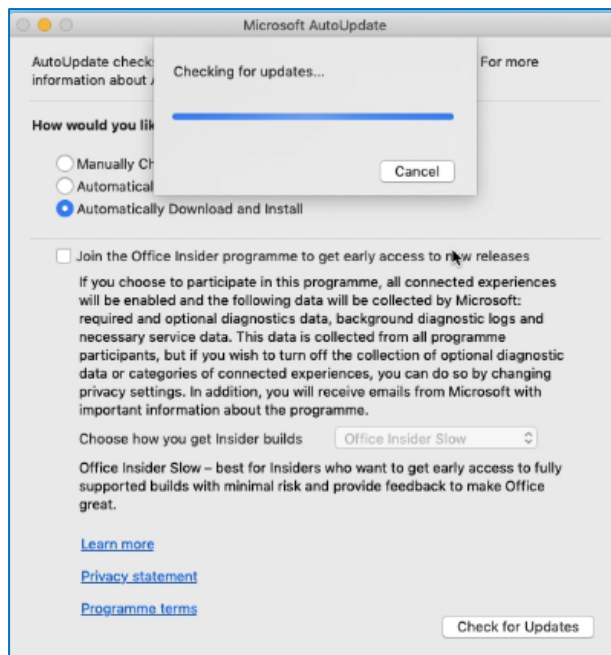 Microsoft AutoUpdate
AutoUpdate check
For more
information about
Checking for updates...
Cancel
How would you lik
Manually Ch
Automatical
Automatically Download and Install
Join the Office Insider programme to get early access to new releases
If you choose to participate in this programme, all connected experiences
will be enabled and the following data will be collected by Microsoft:
required and optional diagnostics data, background diagnostic logs and
necessary service data. This data is collected from all programme
participants, but if you wish to turn off the collection of optional diagnostic
data or categories of connected experiences, you can do so by changing
privacy settings. In addition, you will receive emails from Microsoft with
important information about the programme.
Choose how you get Insider builds
Office Insider Slow
Office Insider Slow – best for Insiders who want to get early access to fully
supported builds with minimal risk and provide feedback to make Office
great.
Learn more
Privacy statement
Programme terms
Check for Updates